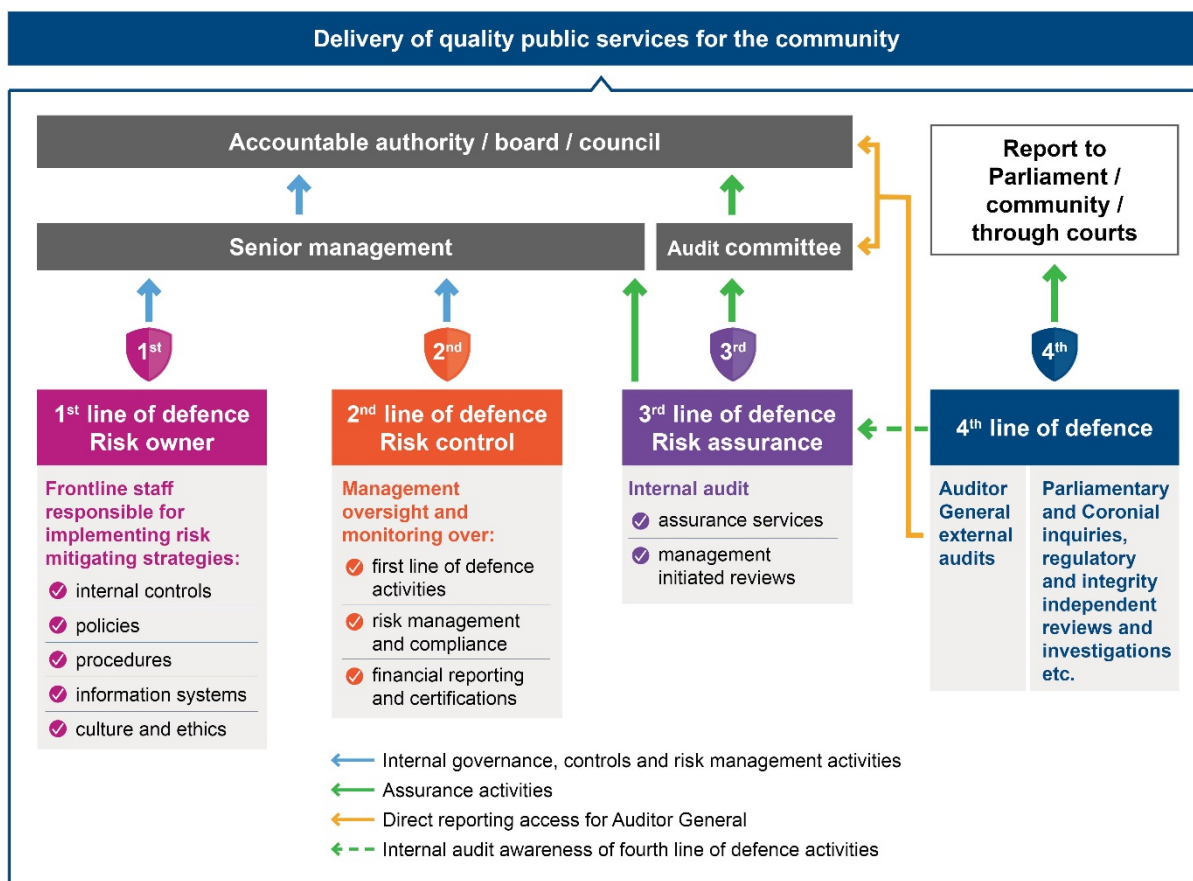 Delivery of quality public services for the community
Accountable authority / board / council
Report to
Parliament /
community /
through courts
Senior management
Audit committee
1st
2nd
3rd
4th
1st line of defence
Risk owner
Frontline staff
responsible for
implementing risk
mitigating strategies:
internal controls
policies
procedures
information systems
culture and ethics
2nd line of defence
Risk control
Management
oversight and
monitoring over:
first line of defence
activities
risk management
and compliance
financial reporting
and certifications
3rd line of defence
Risk assurance
Internal audit
assurance services
management
initiated reviews
4th line of defence
Auditor
General
external
audits
Parliamentary
and Coronial
inquiries,
regulatory
and integrity
independent
reviews and
investigations
etc.
Internal governance, controls and risk management activities
Assurance activities
Direct reporting access for Auditor General
Internal audit awareness of fourth line of defence activities